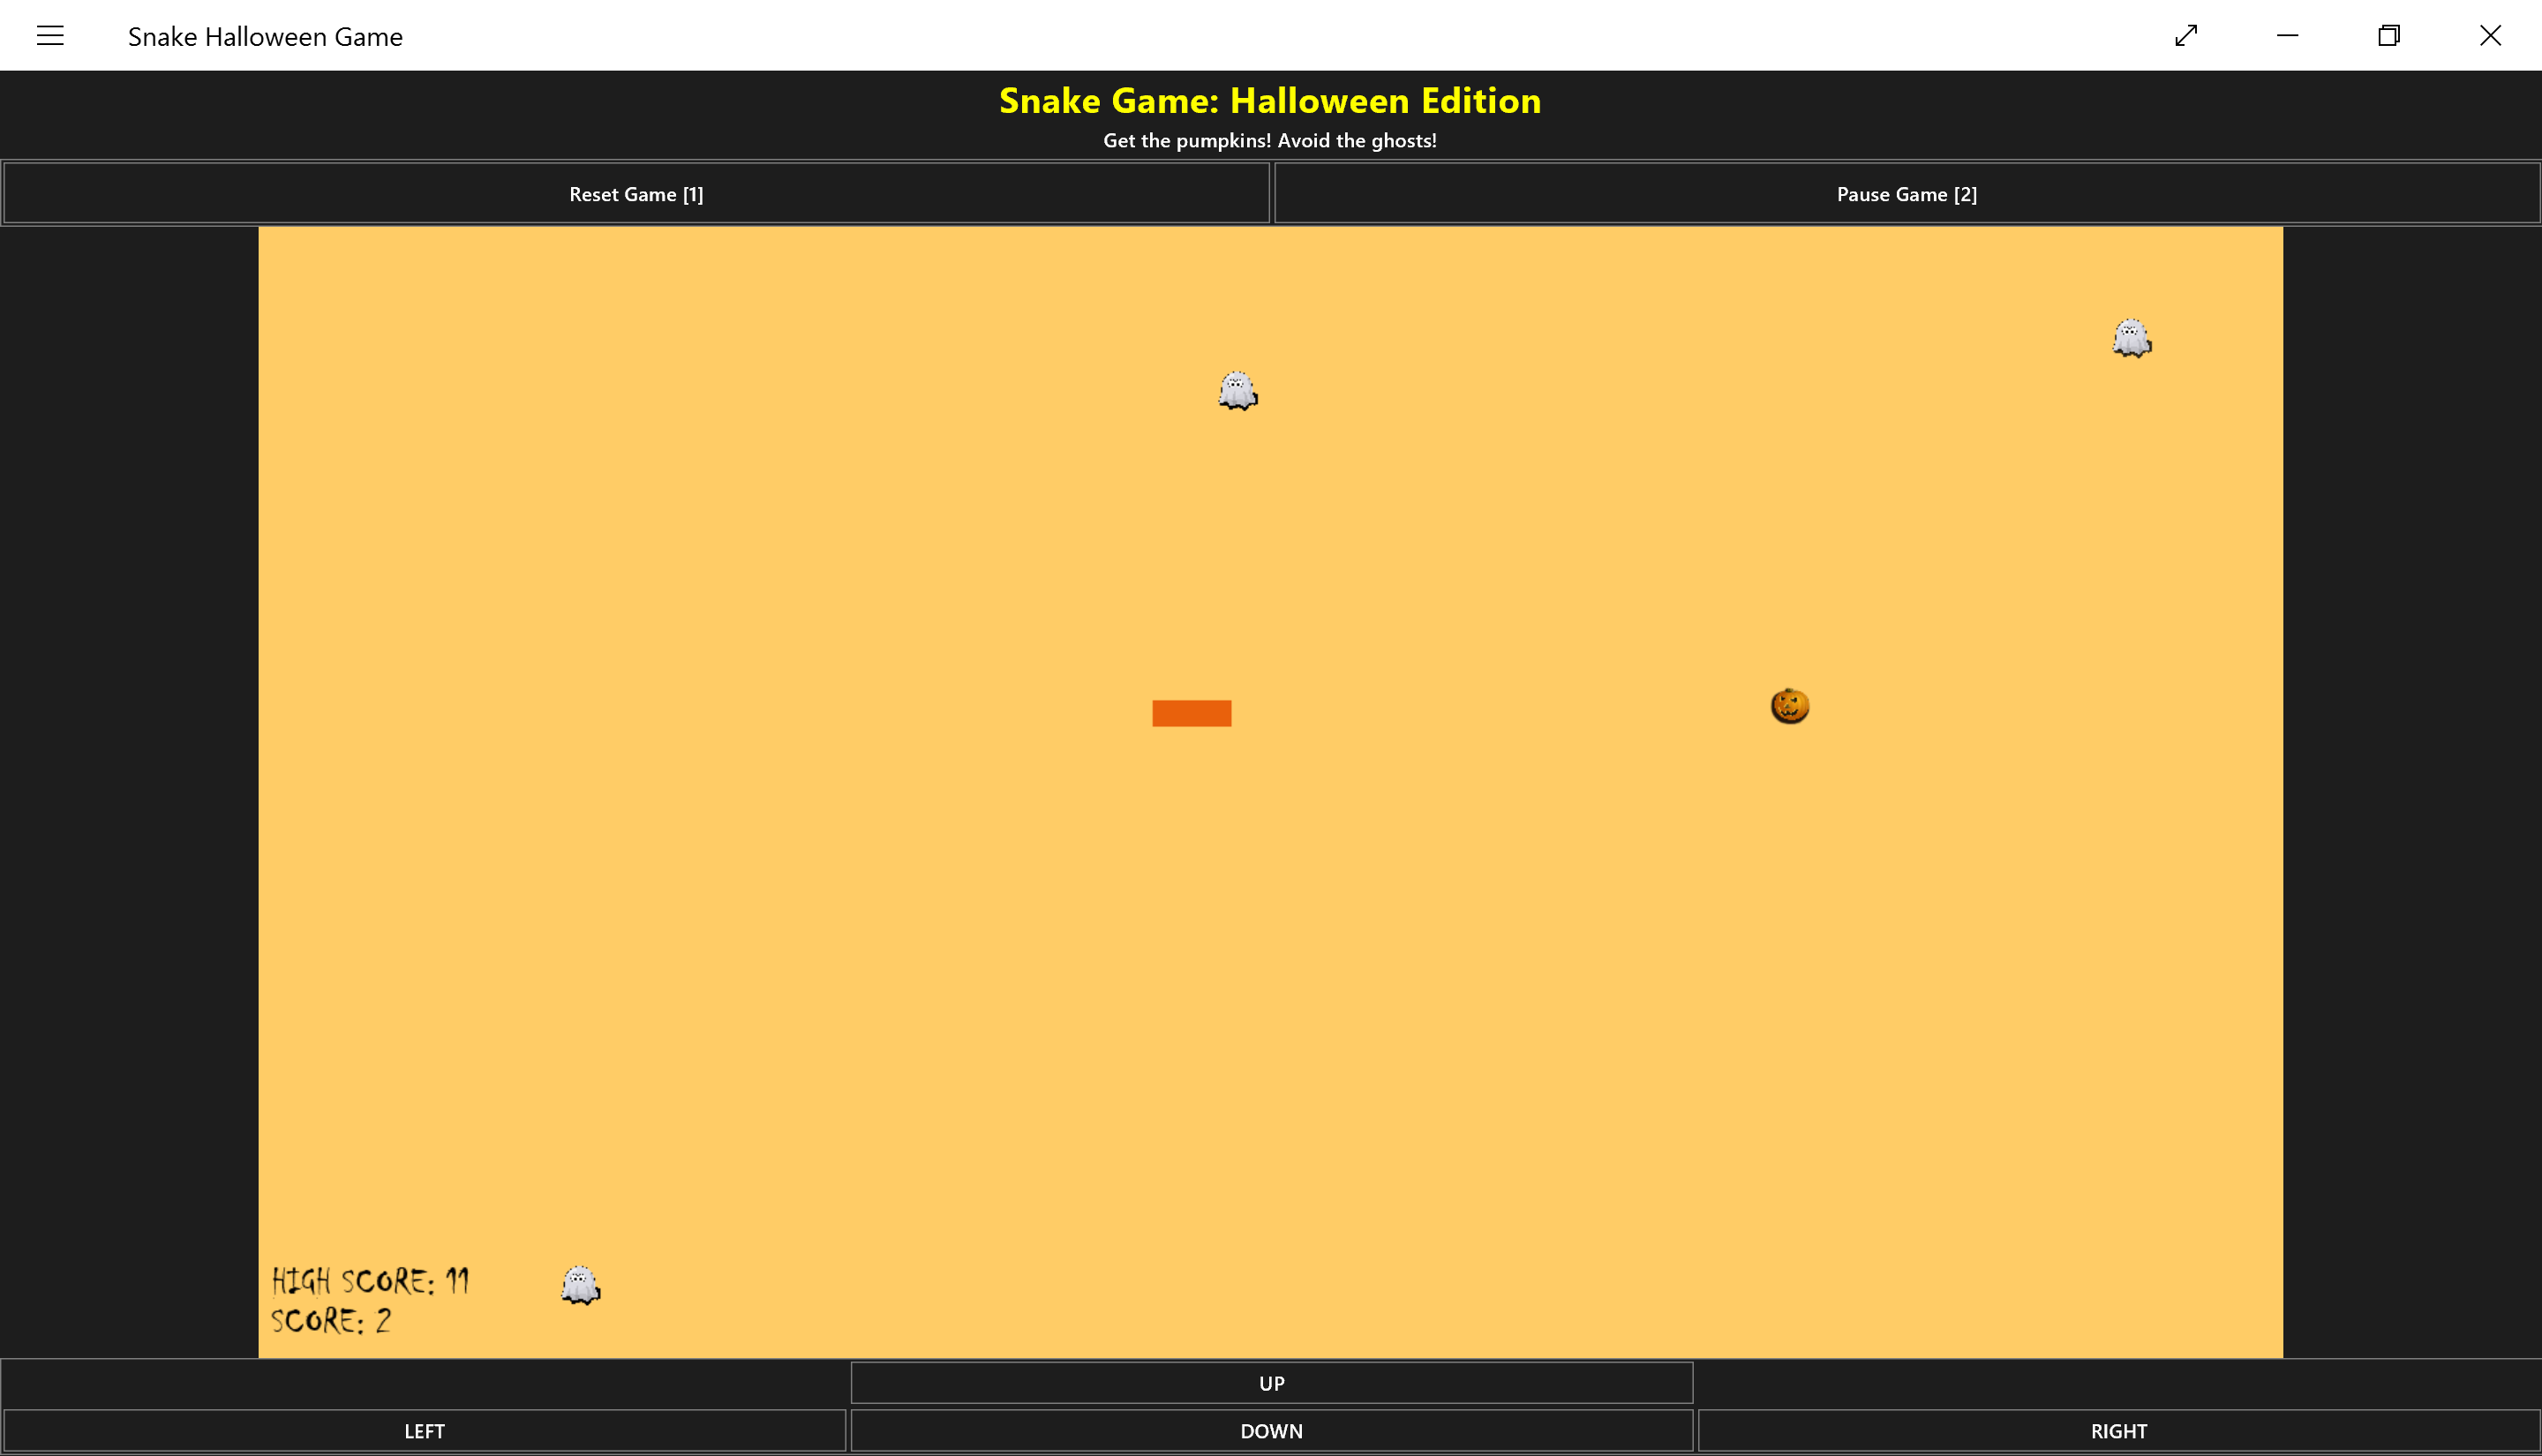 Snake Halloween Game
Snake Game: Halloween Edition
Get the pumpkins! Avoid the ghosts!
Reset Game [1]
Pause Game [2]
HIGH SCORE: 11
SCORE: 2
UP
LEFT
DOWN
RIGHT